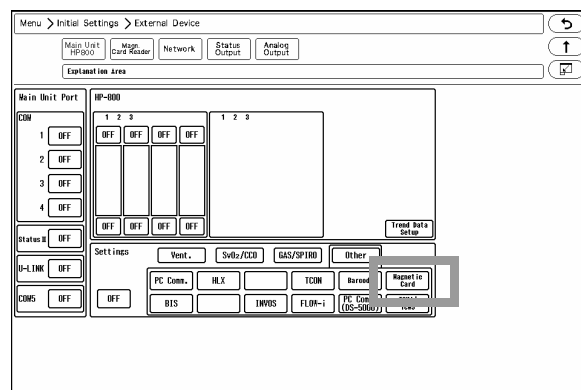 Menu > Initial Settings > External Device
Main Unit HP800
Magn. Card Reader
Network
Status Output
Analog Output
Explanation Area
Main Unit Port
HP-800
COM
1 OFF
2 OFF
3 OFF
4 OFF
Status II OFF
U-LINK OFF
COM5 OFF
1 2 3
1 2 3
OFF OFF OFF OFF
OFF OFF OFF OFF
Trend Data Setup
Settings
Vent.
SvO₂/CCO
GAS/SPIRO
Other
PC Comm.
HLX
TCON
Barcod
Magnetic Card
OFF
BIS
INVOS
FLOW-i
PC Com
(DS-5000)